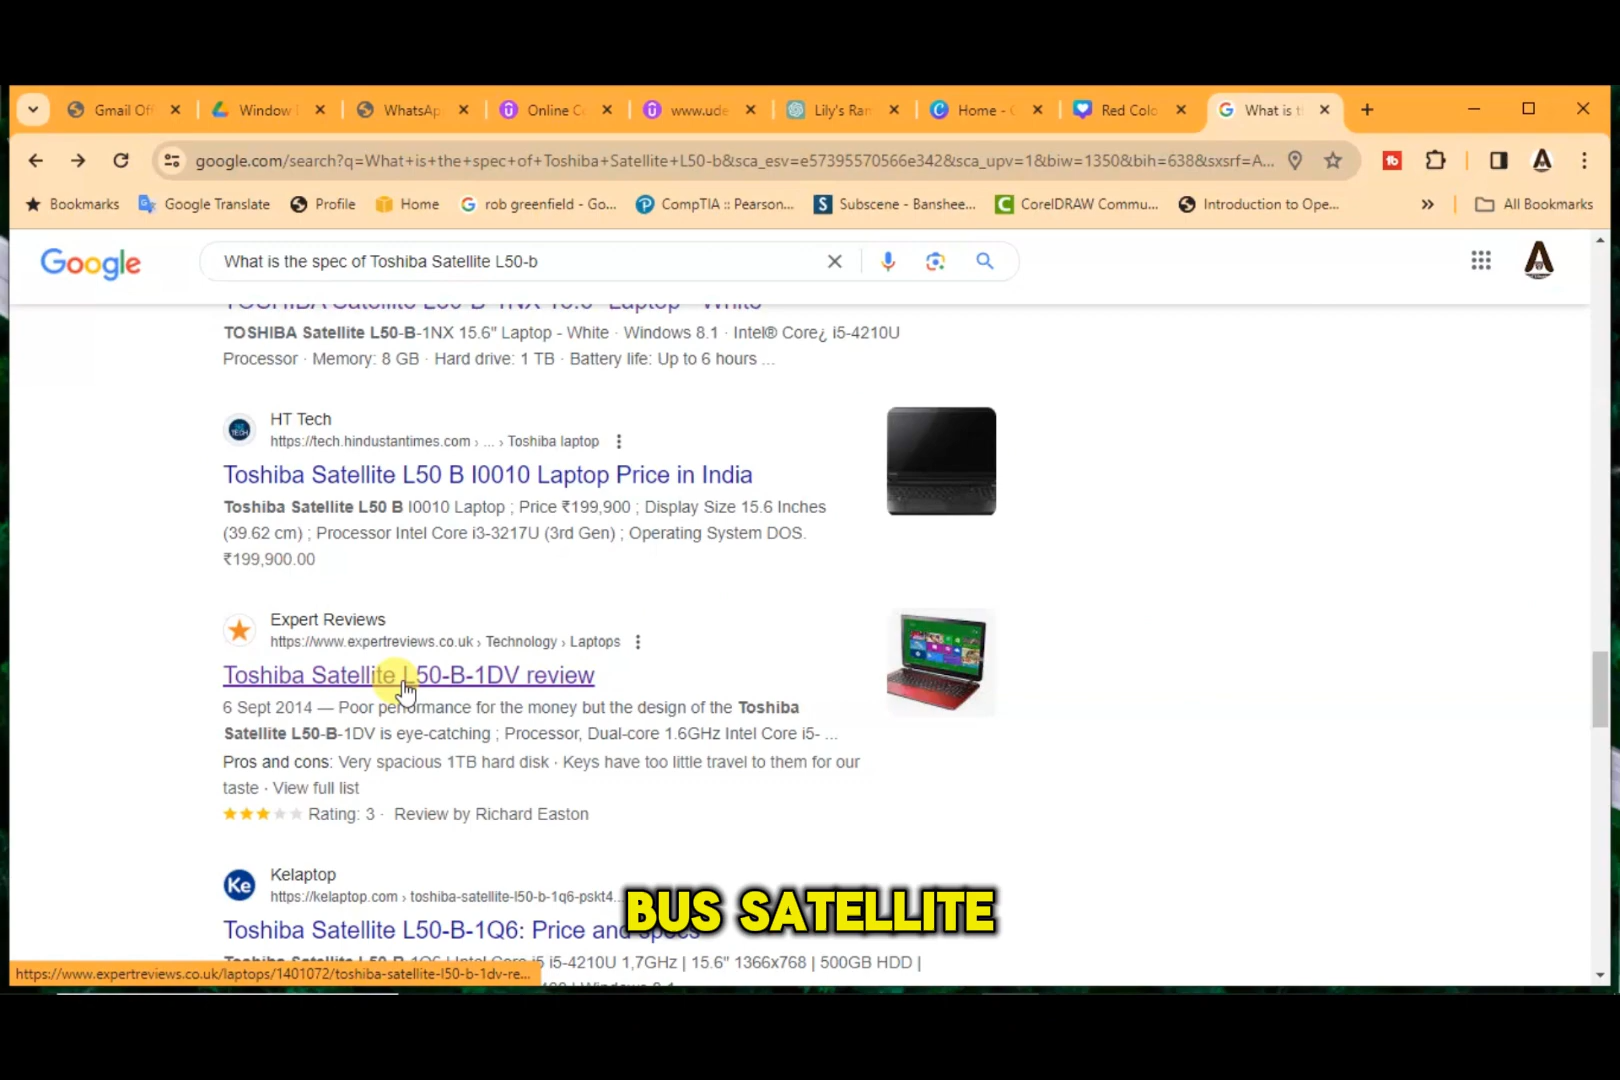 Gmail Of
Window
WhatsAp
Online C
www.ude
Lily's Ran
Home -
Red Colo
What is t
google.com/search?q=What+is+the+spec+of+Toshiba+Satellite+L50-b&sca_esv=e57395570566e342&sca_upv=1&biw=1350&bih=638&sxsrf=A...
Bookmarks
Google Translate
Profile
Home
rob greenfield - Go...
CompTIA :: Pearson...
Subscene - Banshee...
CorelDRAW Commu...
Introduction to Ope...
»
All Bookmarks
Google
What is the spec of Toshiba Satellite L50-b
TOSHIBA Satellite L50-B-1NX 15.6" Laptop - White
TOSHIBA Satellite L50-B-1NX 15.6" Laptop - White · Windows 8.1 · Intel® Core¿ i5-4210U
Processor · Memory: 8 GB · Hard drive: 1 TB · Battery life: Up to 6 hours ...
HT Tech
https://tech.hindustantimes.com › ... › Toshiba laptop
Toshiba Satellite L50 B I0010 Laptop Price in India
Toshiba Satellite L50 B I0010 Laptop ; Price ₹199,900 ; Display Size 15.6 Inches
(39.62 cm) ; Processor Intel Core i3-3217U (3rd Gen) ; Operating System DOS.
₹199,900.00
Expert Reviews
https://www.expertreviews.co.uk › Technology › Laptops
Toshiba Satellite L50-B-1DV review
6 Sept 2014 — Poor performance for the money but the design of the Toshiba
Satellite L50-B-1DV is eye-catching ; Processor, Dual-core 1.6GHz Intel Core i5- ...
Pros and cons: Very spacious 1TB hard disk · Keys have too little travel to them for our
taste · View full list
Rating: 3 · Review by Richard Easton
Ke
Kelaptop
https://kelaptop.com › toshiba-satellite-l50-b-1q6-pskt4...
Toshiba Satellite L50-B-1Q6: Price and specs
BUS SATELLITE
i5-4210U 1,7GHz | 15.6" 1366x768 | 500GB HDD |
https://www.expertreviews.co.uk/laptops/1401072/toshiba-satellite-l50-b-1dv-re...